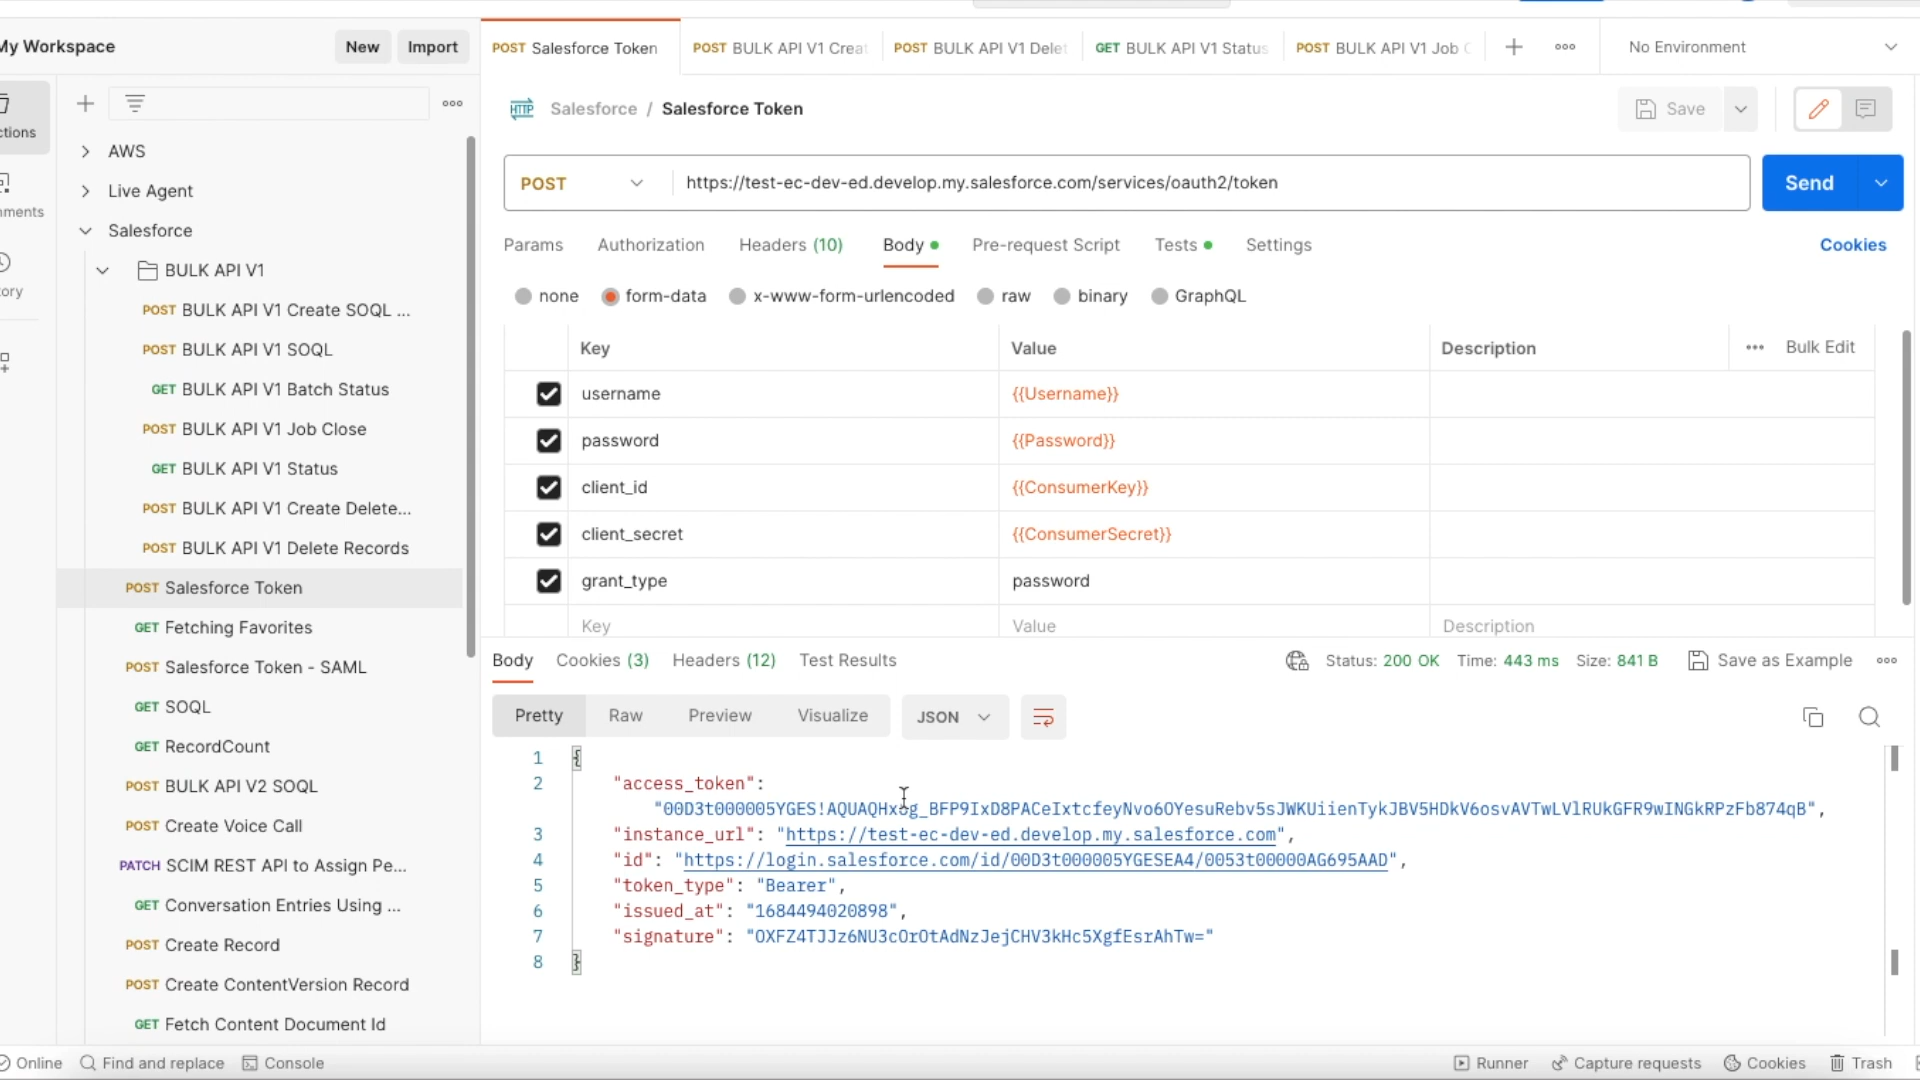 My Workspace
New
Import
POST Salesforce Token
POST BULK API V1 Crea
POST BULK API V1 Delet
GET BULK API V1 Status
POST BULK API V1 Job C
No Environment
ctions
nments
ory
AWS
Live Agent
Salesforce
BULK API V1
POST BULK API V1 Create SOQL ...
POST BULK API V1 SOQL
GET BULK API V1 Batch Status
POST BULK API V1 Job Close
GET BULK API V1 Status
POST BULK API V1 Create Delete...
POST BULK API V1 Delete Records
POST Salesforce Token
GET Fetching Favorites
POST Salesforce Token - SAML
GET SOQL
GET RecordCount
POST BULK API V2 SOQL
POST Create Voice Call
PATCH SCIM REST API to Assign Pe...
GET Conversation Entries Using ...
POST Create Record
POST Create ContentVersion Record
GET Fetch Content Document Id
HTTP Salesforce / Salesforce Token
Save
POST https://test-ec-dev-ed.develop.my.salesforce.com/services/oauth2/token
Send
Params Authorization Headers (10) Body Pre-request Script Tests Settings Cookies
none form-data x-www-form-urlencoded raw binary GraphQL
Key Value Description Bulk Edit
username {{Username}}
password {{Password}}
client_id {{ConsumerKey}}
client_secret {{ConsumerSecret}}
grant_type password
Key Value Description
Body Cookies (3) Headers (12) Test Results Status: 200 OK Time: 443 ms Size: 841 B Save as Example
Pretty Raw Preview Visualize JSON
1 {
2 "access_token":
"00D3t000005YGES!AQUAQHx g_BFP9IxD8PACeIxtcfeyNvo6OYesuRebv5sJWKUiienTykJBV5HDkV6osvAVTwLVlRUkGFR9wINGkRPzFb874qB",
3 "instance_url": "https://test-ec-dev-ed.develop.my.salesforce.com",
4 "id": "https://login.salesforce.com/id/00D3t000005YGESEA4/0053t00000AG695AAD",
5 "token_type": "Bearer",
6 "issued_at": "1684494020898",
7 "signature": "OXFZ4TJJz6NU3cOrOtAdNzJejCHV3kHc5XgfEsrAhTw="
8 }
Online Find and replace Console Runner Capture requests Cookies Trash